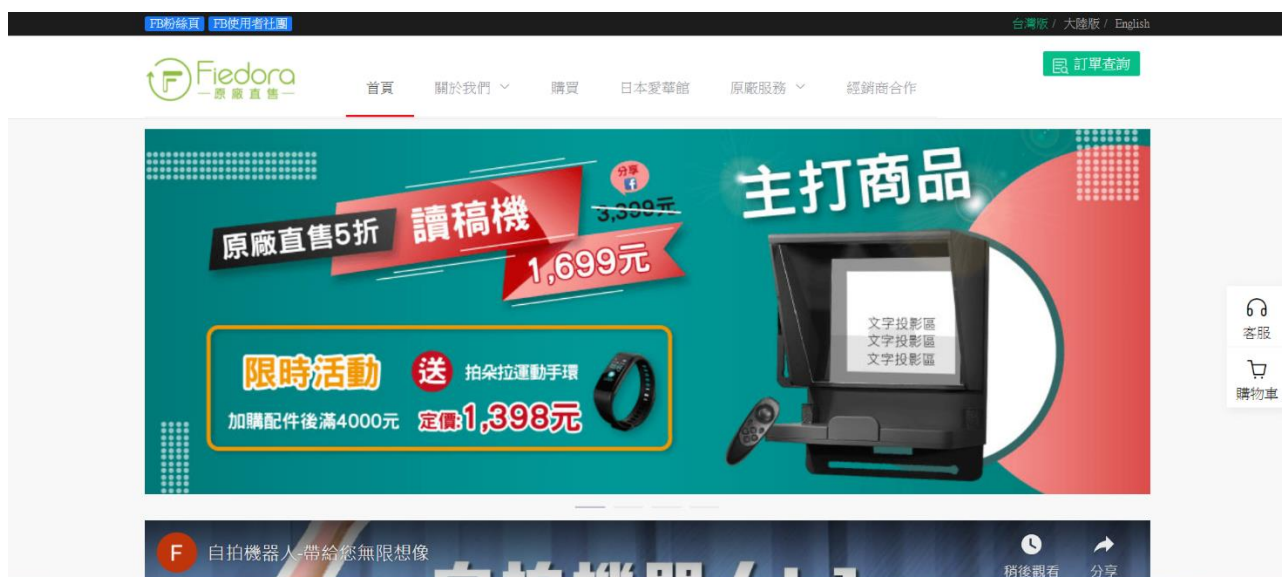 FB粉絲頁 FB使用者社團 台灣版 / 大陸版 / English
Fiedora
原廠直售
首頁 關於我們 購買 日本愛華館 原廠服務 經銷商合作
訂單查詢
主打商品
分享
f
3,399元
原廠直售5折 讀稿機
1,699元
文字投影區
文字投影區
文字投影區
限時活動 送 拍朵拉運動手環
加購配件後滿4000元 定價:1,398元
客服
購物車
F 自拍機器人-帶給您無限想像
稍後觀看 分享